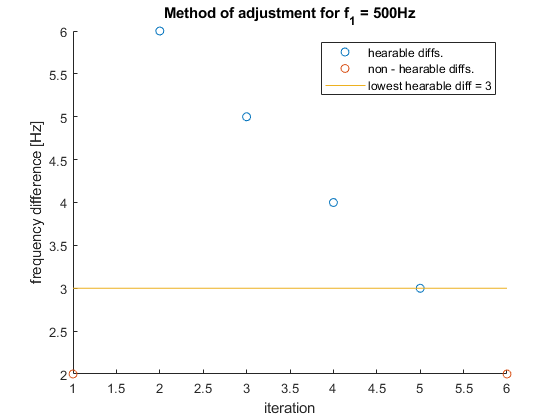 Method of adjustment for f1 = 500Hz
hearable diffs.
non - hearable diffs.
lowest hearable diff = 3
6
5.5
5
4.5
4
3.5
3
2.5
2
frequency difference [Hz]
1 1.5 2 2.5 3 3.5 4 4.5 5 5.5 6
iteration